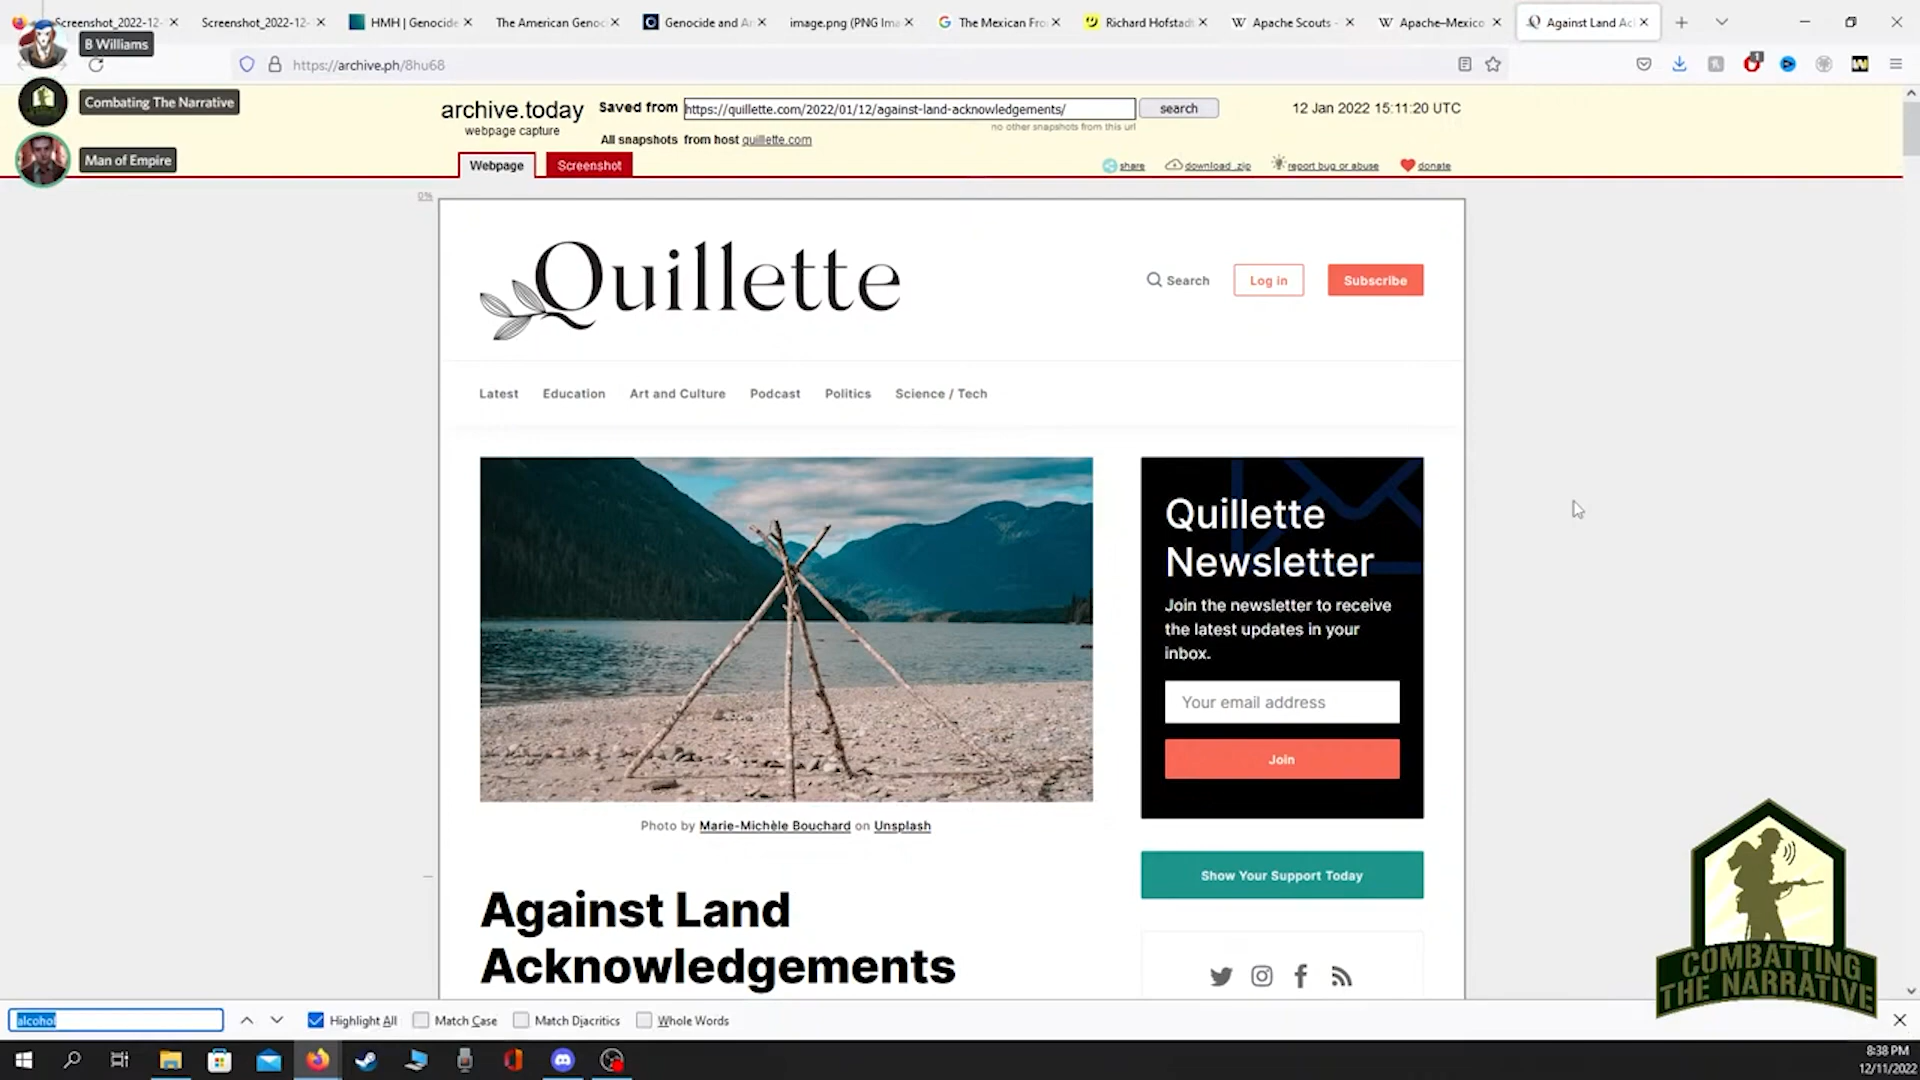 Screenshot_2022-12-
Screenshot_2022-12-
HMH | Genocide
The American Genoc
Genocide and Ar
image.png (PNG Ima
The Mexican Fro
Richard Hofstadt
Apache Scouts -
Apache–Mexico
Against Land Ac
B Williams
https://archive.ph/8hu68
Combating The Narrative
Man of Empire
archive.today
webpage capture
Saved from
https://quillette.com/2022/01/12/against-land-acknowledgements/
search
12 Jan 2022 15:11:20 UTC
no other snapshots from this url
All snapshots from host quillette.com
Webpage
Screenshot
share
download .zip
report bug or abuse
donate
0%
Quillette
Search
Log in
Subscribe
Latest
Education
Art and Culture
Podcast
Politics
Science / Tech
Quillette
Newsletter
Join the newsletter to receive
the latest updates in your
inbox.
Your email address
Join
Photo by Marie-Michèle Bouchard on Unsplash
Show Your Support Today
Against Land
Acknowledgements
COMBATTING
THE NARRATIVE
alcohol
Highlight All
Match Case
Match Diacritics
Whole Words
8:38 PM
12/11/2022